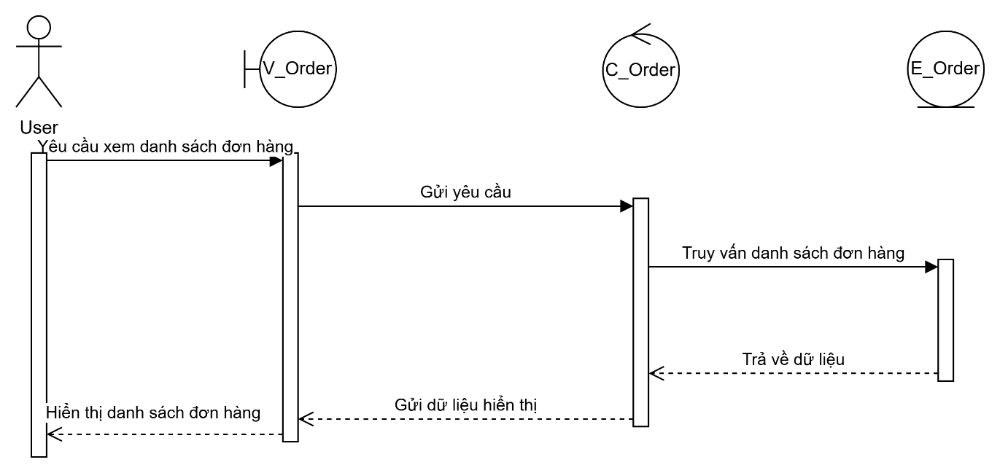 V_Order
C_Order
E_Order
User
Yêu cầu xem danh sách đơn hàng
Gửi yêu cầu
Truy vấn danh sách đơn hàng
Trả về dữ liệu
Gửi dữ liệu hiển thị
Hiển thị danh sách đơn hàng